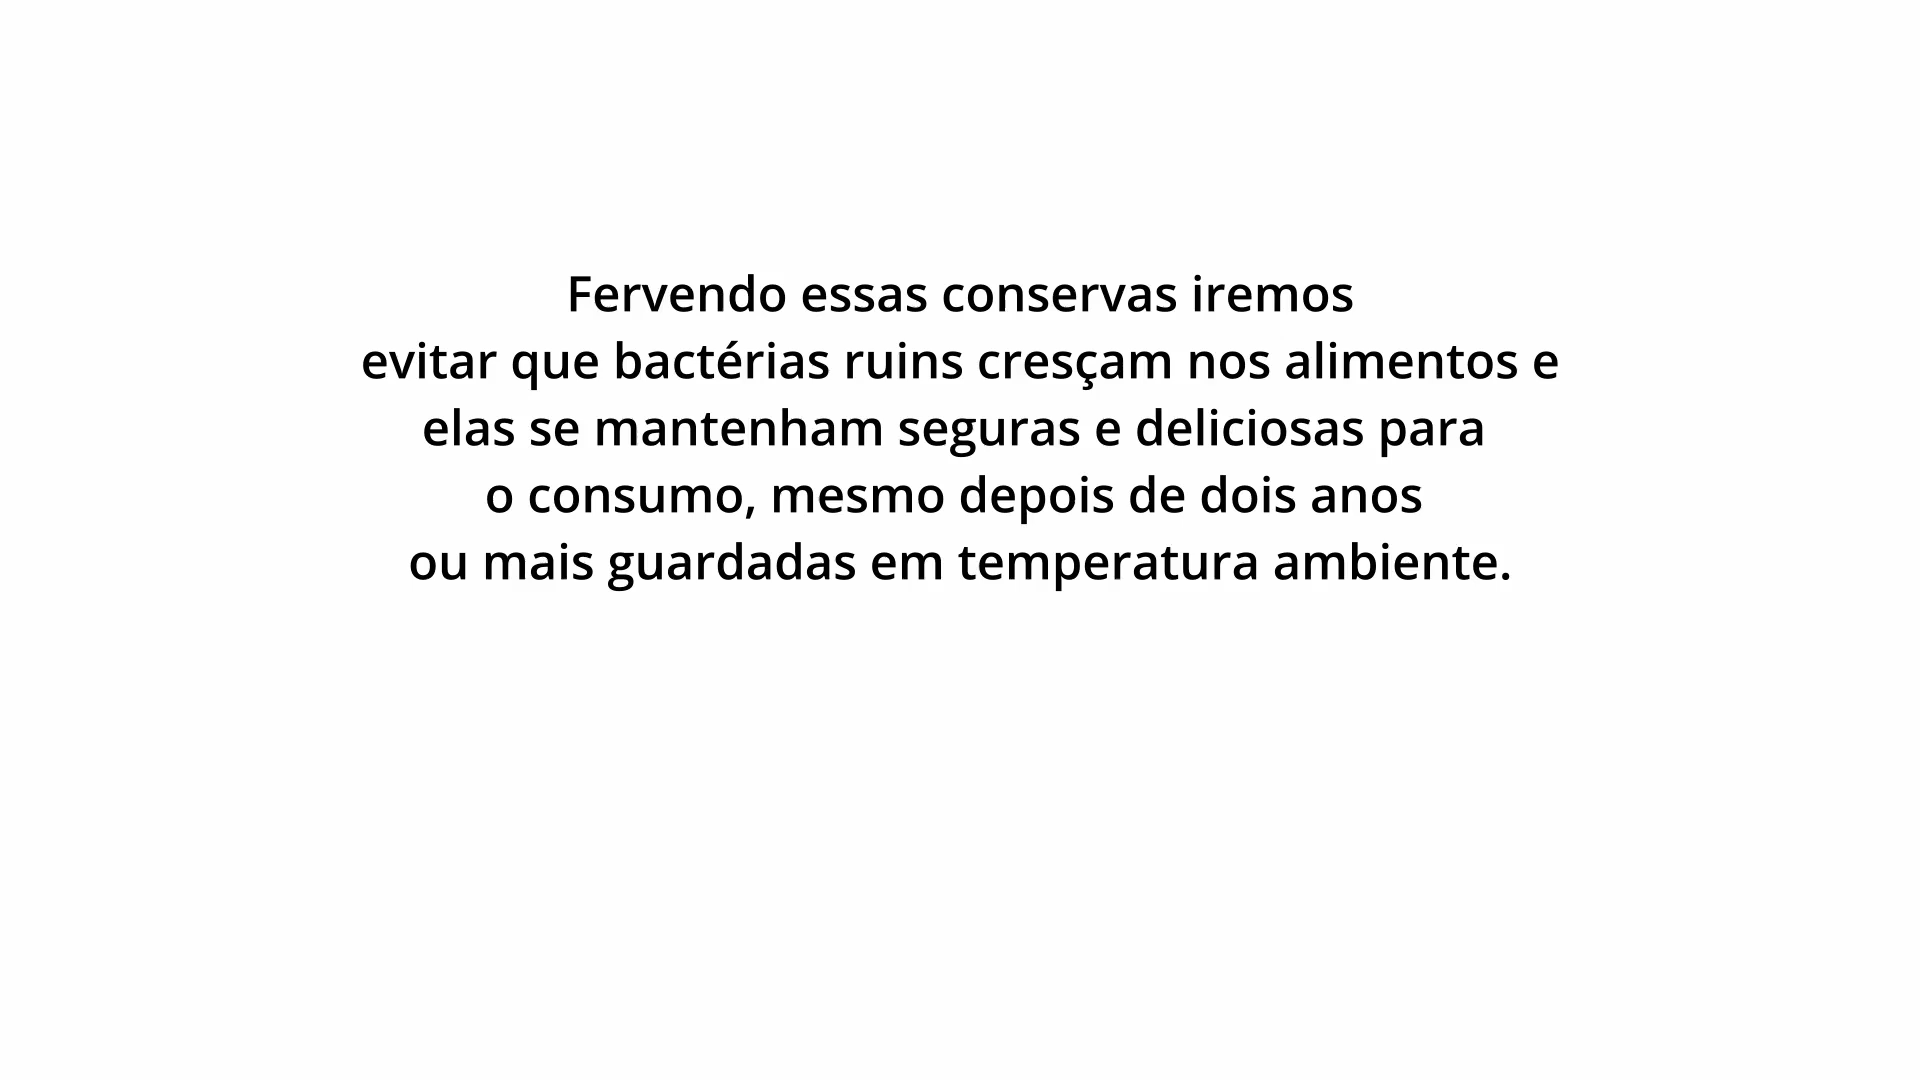 Fervendo essas conservas iremos
evitar que bactérias ruins cresçam nos alimentos e
elas se mantenham seguras e deliciosas para
o consumo, mesmo depois de dois anos
ou mais guardadas em temperatura ambiente.